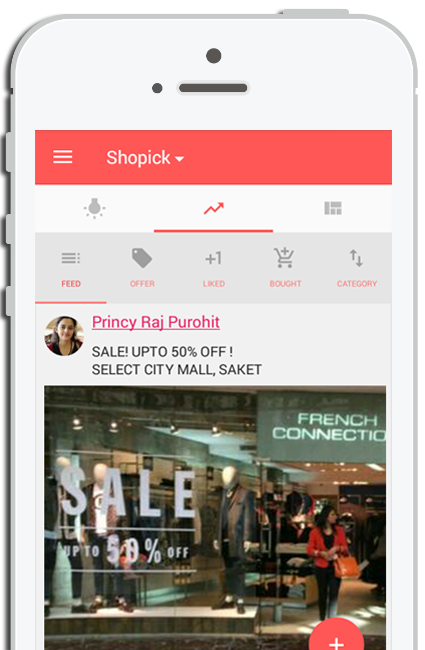 Shopick
+1
FEED
OFFER
LIKED
BOUGHT
CATEGORY
Princy Raj Purohit
SALE! UPTO 50% OFF !
SELECT CITY MALL, SAKET
FRENCH
CONNECTIO
SALE
UP TO 50% OFF
+